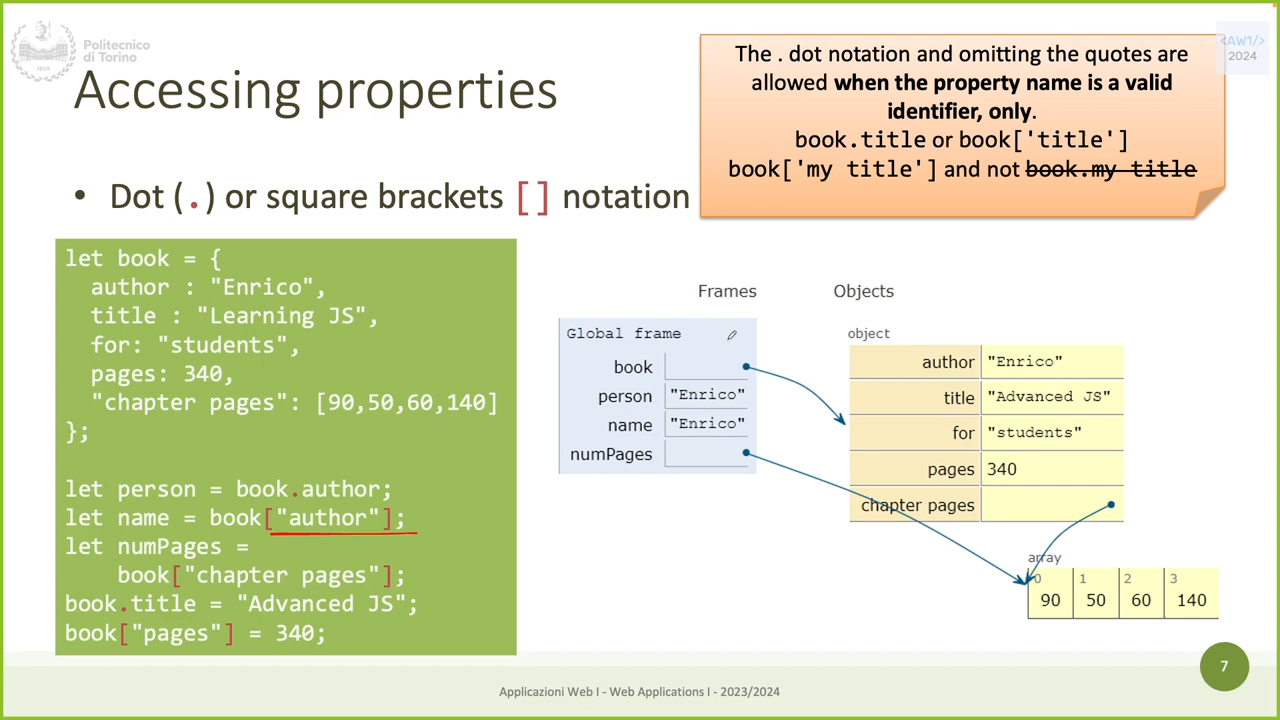 Politecnico
di Torino
1859
<AW1/>
2024
Accessing properties
The . dot notation and omitting the quotes are
allowed when the property name is a valid
identifier, only.
book.title or book['title']
book['my title'] and not book.my title
• Dot (.) or square brackets [] notation
let book = {
author : "Enrico",
title : "Learning JS",
for: "students",
pages: 340,
"chapter pages": [90,50,60,140]
};
let person = book.author;
let name = book["author"];
let numPages =
book["chapter pages"];
book.title = "Advanced JS";
book["pages"] = 340;
Frames
Objects
Global frame
book
person "Enrico"
name "Enrico"
numPages
object
author "Enrico"
title "Advanced JS"
for "students"
pages 340
chapter pages
array
0 1 2 3
90 50 60 140
Applicazioni Web I - Web Applications I - 2023/2024
7